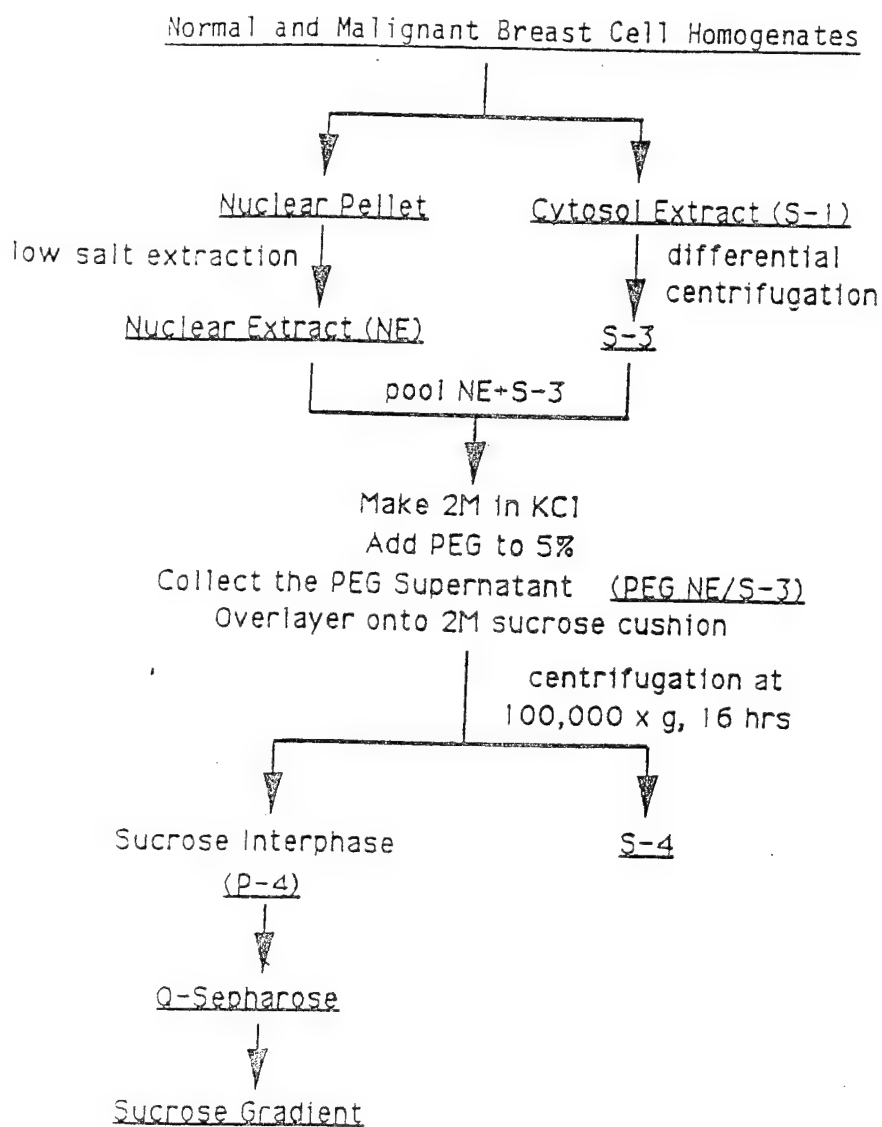 Normal and Malignant Breast Cell Homogenates
Nuclear Pellet
Cytosol Extract (S-1)
low salt extraction
differential
centrifugation
Nuclear Extract (NE)
S-3
pool NE+S-3
Make 2M in KCl
Add PEG to 5%
Collect the PEG Supernatant (PEG NE/S-3)
Overlayer onto 2M sucrose cushion
centrifugation at
100,000 x g, 16 hrs
Sucrose Interphase
(P-4)
S-4
Q-Sepharose
Sucrose Gradient